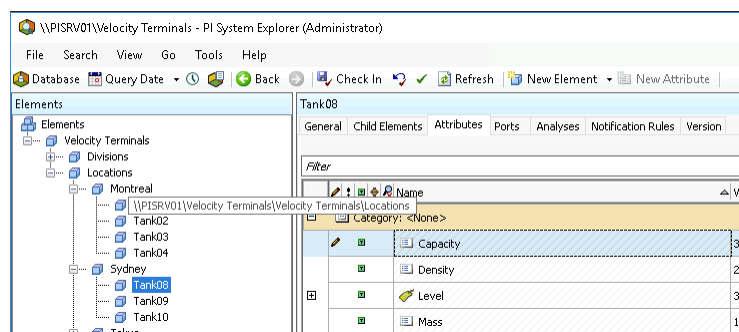 \\PISRV01\Velocity Terminals - PI System Explorer (Administrator)
File Search View Go Tools Help
Database Query Date Back Check In Refresh New Element New Attribute
Elements
Elements
Velocity Terminals
Divisions
Locations
Montreal
\\PISRV01\Velocity Terminals\Velocity Terminals\Locations
Tank02
Tank03
Tank04
Sydney
Tank08
Tank09
Tank10
Tank08
General Child Elements Attributes Ports Analyses Notification Rules Version
Filter
Name
Category: <None>
Capacity
Density
Level
Mass